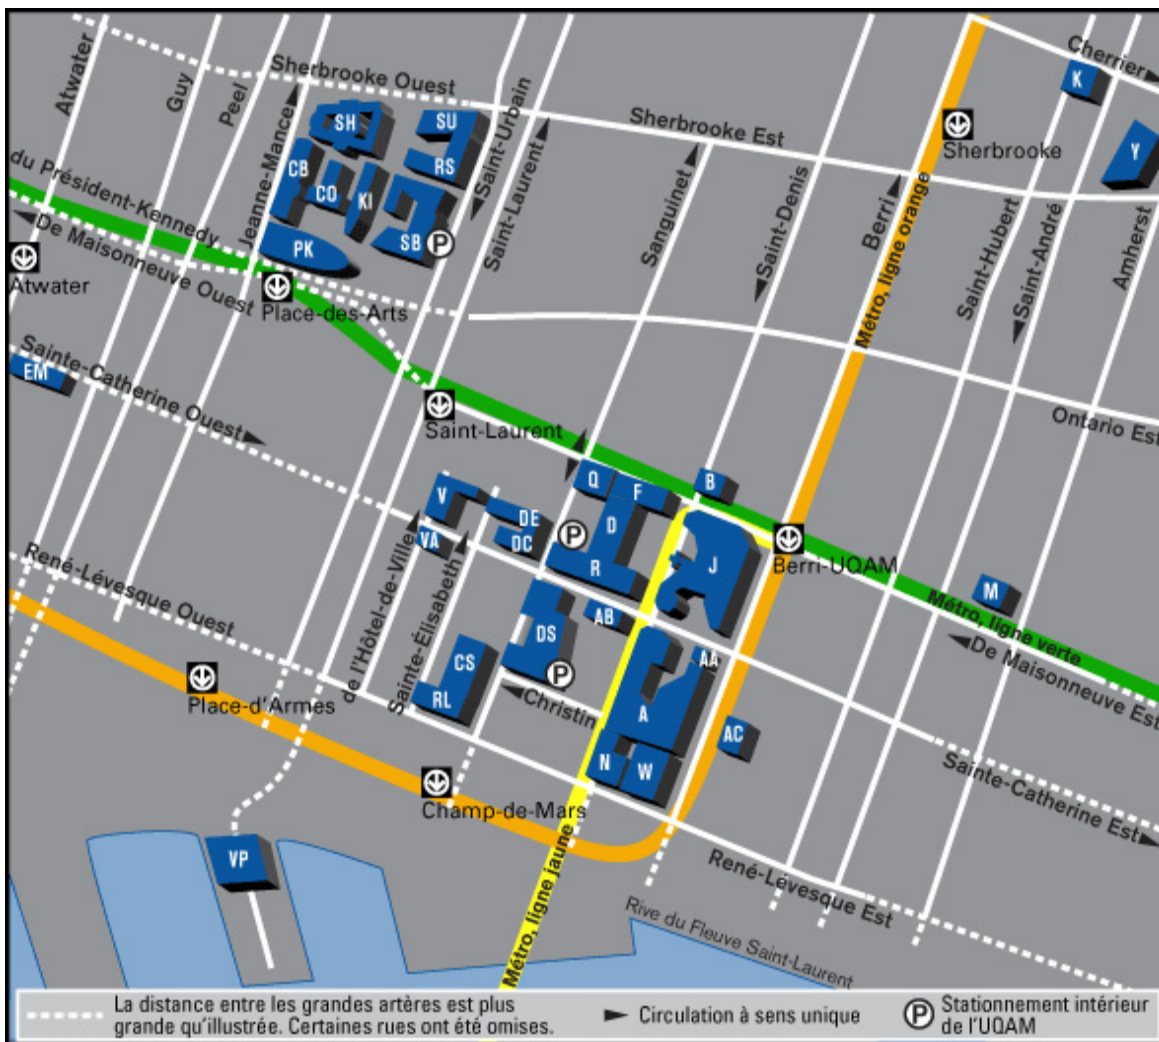 Atwater
Guy
Peel
Sherbrooke Ouest
Jeanne-Mance
Saint-Urbain
Saint-Laurent
Sherbrooke Est
Sanguinet
Saint-Denis
Berri
Métro, ligne orange
Sherbrooke
Cherrier
K
Y
Saint-Hubert
Saint-André
Amherst
SH
SU
RS
CB
CO
KI
SB
P
PK
du Président-Kennedy
De Maisonneuve Ouest
Atwater
Place-des-Arts
Sainte-Catherine Ouest
EM
Saint-Laurent
Ontario Est
Q
F
B
V
DE
D
P
VA
DC
R
J
Berri-UQAM
M
Métro, ligne verte
De Maisonneuve Est
René-Lévesque Ouest
de l'Hôtel-de-Ville
Sainte-Élisabeth
AB
DS
CS
RL
P
Christin
AA
A
AC
N
W
Place-d'Armes
Champ-de-Mars
Sainte-Catherine Est
VP
Métro, ligne jaune
René-Lévesque Est
Rive du Fleuve Saint-Laurent
La distance entre les grandes artères est plus
grande qu'illustrée. Certaines rues ont été omises.
Circulation à sens unique
P
Stationnement intérieur
de l'UQAM